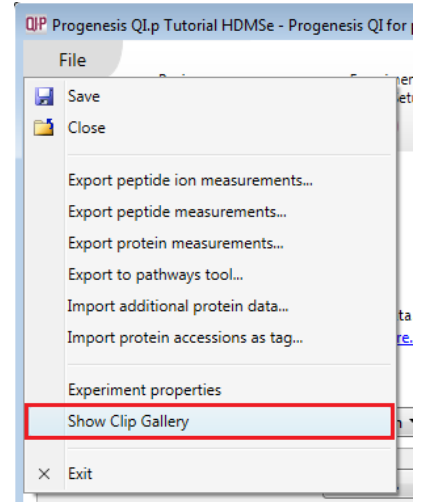 QI.P Progenesis QI.p Tutorial HDMSe - Progenesis QI for
File
Save
Close
Export peptide ion measurements...
Export peptide measurements...
Export protein measurements...
Export to pathways tool...
Import additional protein data...
Import protein accessions as tag...
Experiment properties
Show Clip Gallery
Exit